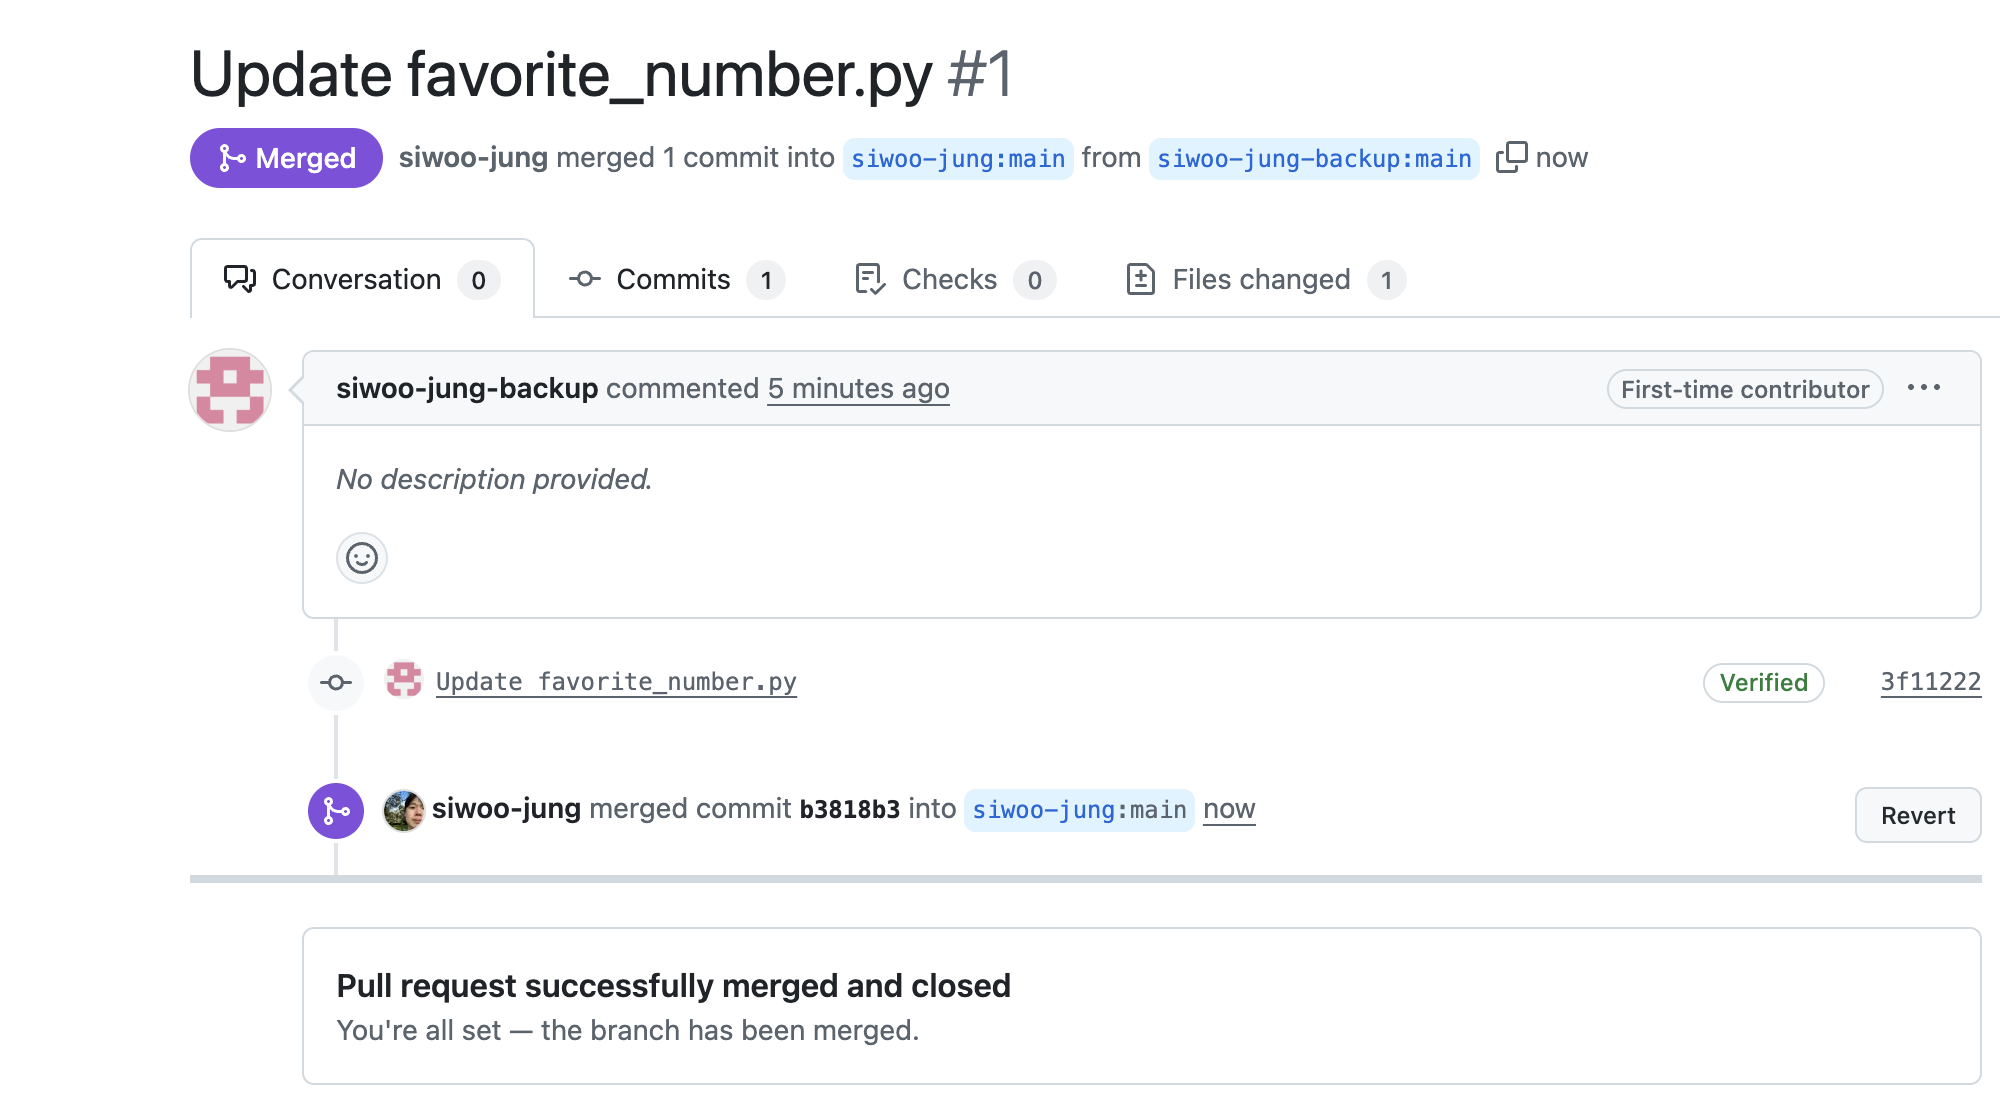 Update favorite_number.py #1
Merged siwoo-jung merged 1 commit into siwoo-jung:main from siwoo-jung-backup:main now
Conversation 0 Commits 1 Checks 0 Files changed 1
siwoo-jung-backup commented 5 minutes ago First-time contributor
No description provided.
Update favorite_number.py Verified 3f11222
siwoo-jung merged commit b3818b3 into siwoo-jung:main now Revert
Pull request successfully merged and closed
You're all set — the branch has been merged.